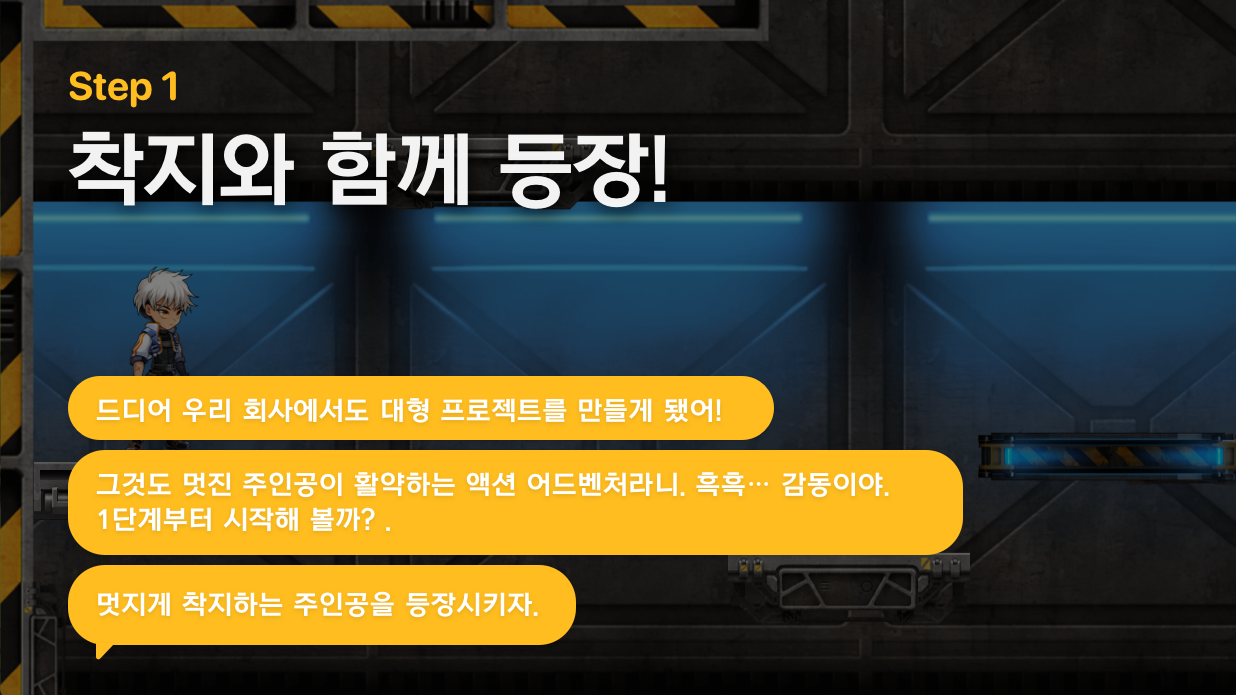 Step 1
착지와 함께 등장!
드디어 우리 회사에서도 대형 프로젝트를 만들게 됐어!
그것도 멋진 주인공이 활약하는 액션 어드벤처라니. 흑흑… 감동이야.
1단계부터 시작해 볼까? .
멋지게 착지하는 주인공을 등장시키자.